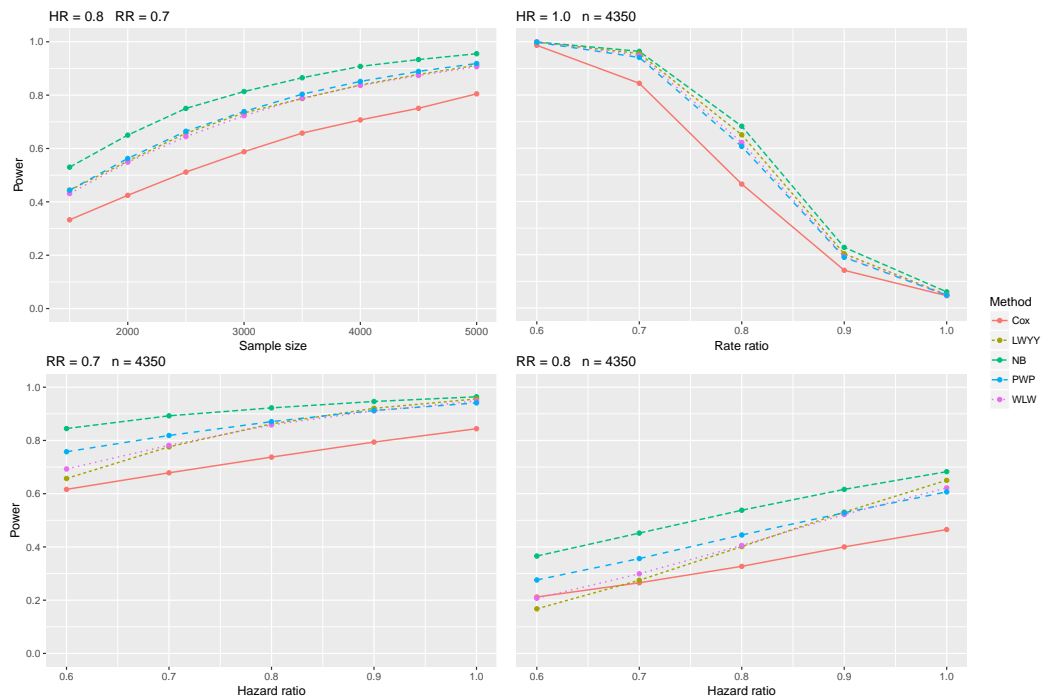 HR = 0.8 RR = 0.7
1.0
0.8
0.6
0.4
0.2
0.0
Power
2000 3000 4000 5000
Sample size
HR = 1.0 n = 4350
0.6 0.7 0.8 0.9 1.0
Rate ratio
RR = 0.7 n = 4350
1.0
0.8
0.6
0.4
0.2
0.0
Power
0.6 0.7 0.8 0.9 1.0
Hazard ratio
RR = 0.8 n = 4350
0.6 0.7 0.8 0.9 1.0
Hazard ratio
Method
Cox
LWYY
NB
PWP
WLW